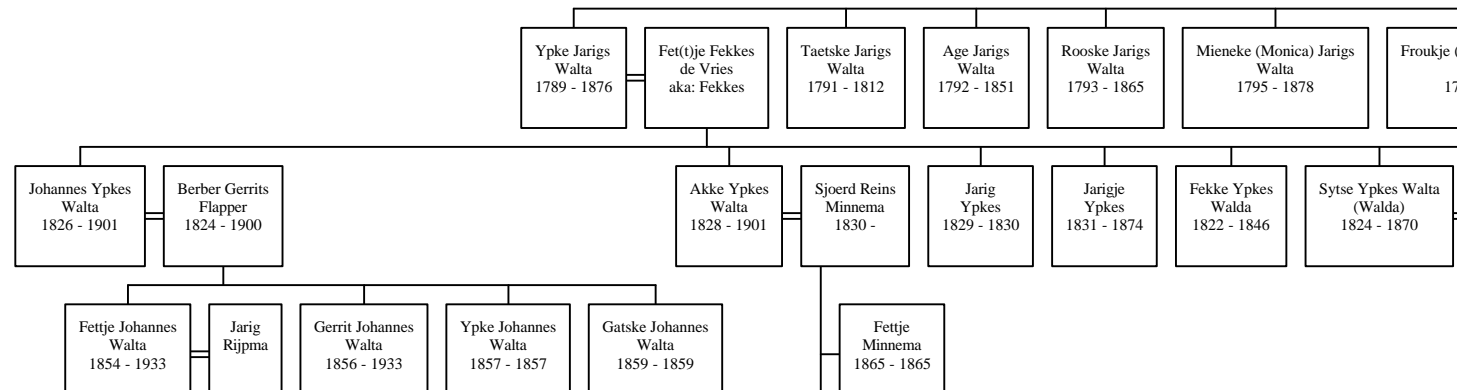 Ypke Jarigs
Walta
1789 - 1876
Fet(t)je Fekkes
de Vries
aka: Fekkes
Taetske Jarigs
Walta
1791 - 1812
Age Jarigs
Walta
1792 - 1851
Rooske Jarigs
Walta
1793 - 1865
Mieneke (Monica) Jarigs
Walta
1795 - 1878
Froukje (
17
Johannes Ypkes
Walta
1826 - 1901
Berber Gerrits
Flapper
1824 - 1900
Akke Ypkes
Walta
1828 - 1901
Sjoerd Reins
Minnema
1830 -
Jarig
Ypkes
1829 - 1830
Jarigje
Ypkes
1831 - 1874
Fekke Ypkes
Walda
1822 - 1846
Sytse Ypkes Walta
(Walda)
1824 - 1870
Fettje Johannes
Walta
1854 - 1933
Jarig
Rijpma
Gerrit Johannes
Walta
1856 - 1933
Ypke Johannes
Walta
1857 - 1857
Gatske Johannes
Walta
1859 - 1859
Fettje
Minnema
1865 - 1865